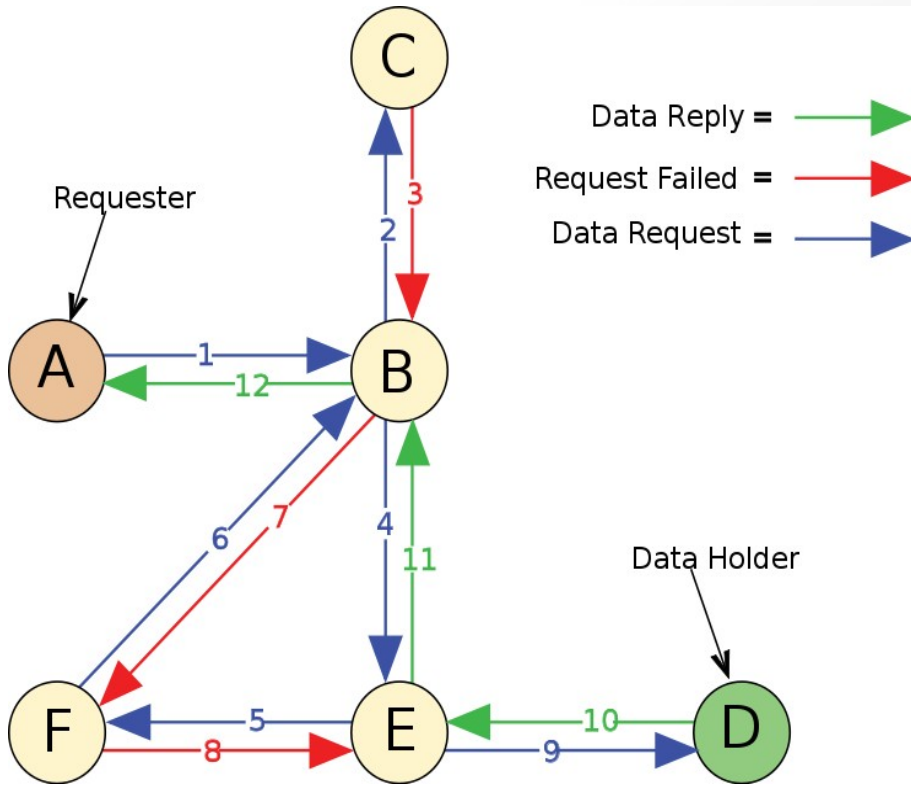 C
Data Reply =
Request Failed =
Data Request =
Requester
3
2
A
1
12
B
6
7
4
11
Data Holder
F
5
8
E
10
9
D